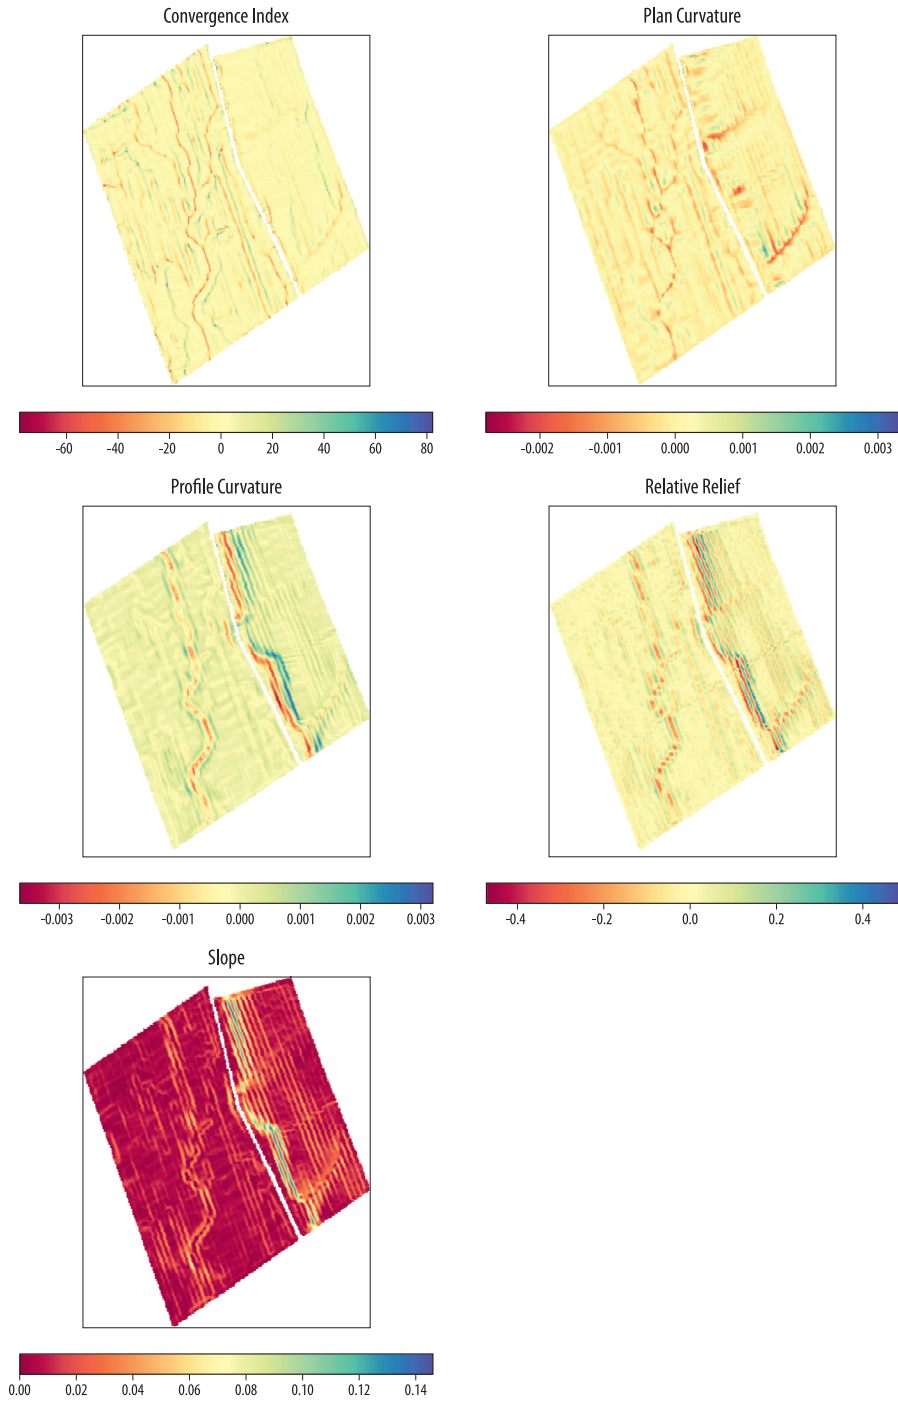 Convergence Index
Plan Curvature
-60 -40 -20 0 20 40 60 80
-0.002 -0.001 0.000 0.001 0.002 0.003
Profile Curvature
Relative Relief
-0.003 -0.002 -0.001 0.000 0.001 0.002 0.003
-0.4 -0.2 0.0 0.2 0.4
Slope
0.00 0.02 0.04 0.06 0.08 0.10 0.12 0.14